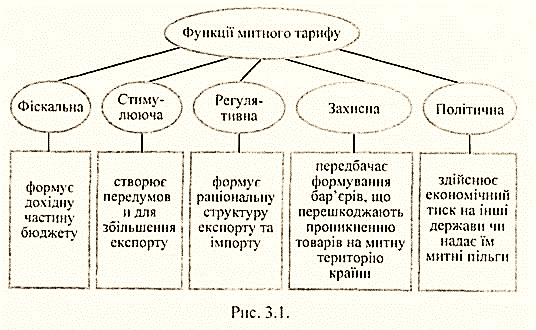 Функції митного тарифу
Фіскальна
Стиму-
лююча
Регуля-
тивна
Захисна
Політична
формує
дохідну
частину
бюджету
створює
передумов
и для
збільшення
експорту
формує
раціональну
структуру
експорту та
імпорту
передбачає
формування
бар’єрів, що
перешкоджають
проникненню
товарів на митну
територію
країни
здійснює
економічний
тиск на інші
держави чи
надає їм
митні пільги
Рис. 3.1.